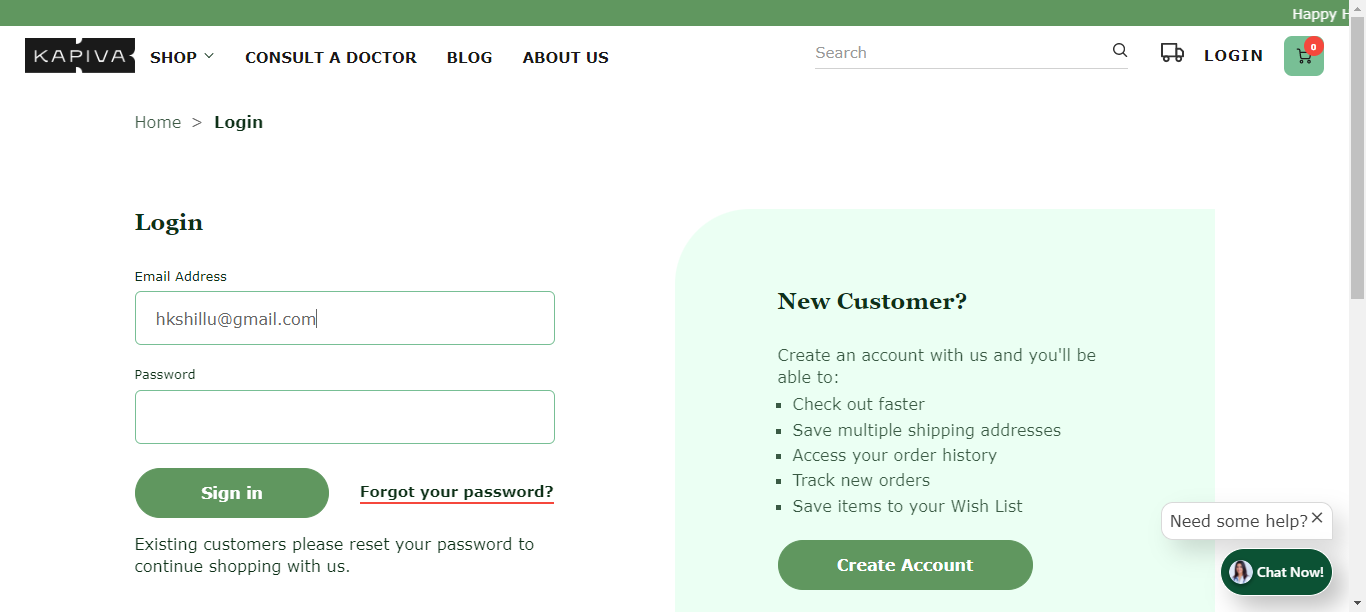 Happy H
KAPIVA SHOP CONSULT A DOCTOR BLOG ABOUT US Search LOGIN 0
Home > Login
Login
Email Address
hkshillu@gmail.com
Password
Sign in Forgot your password?
Existing customers please reset your password to
continue shopping with us.
New Customer?
Create an account with us and you'll be
able to:
Check out faster
Save multiple shipping addresses
Access your order history
Track new orders
Save items to your Wish List
Create Account
Need some help?
Chat Now!